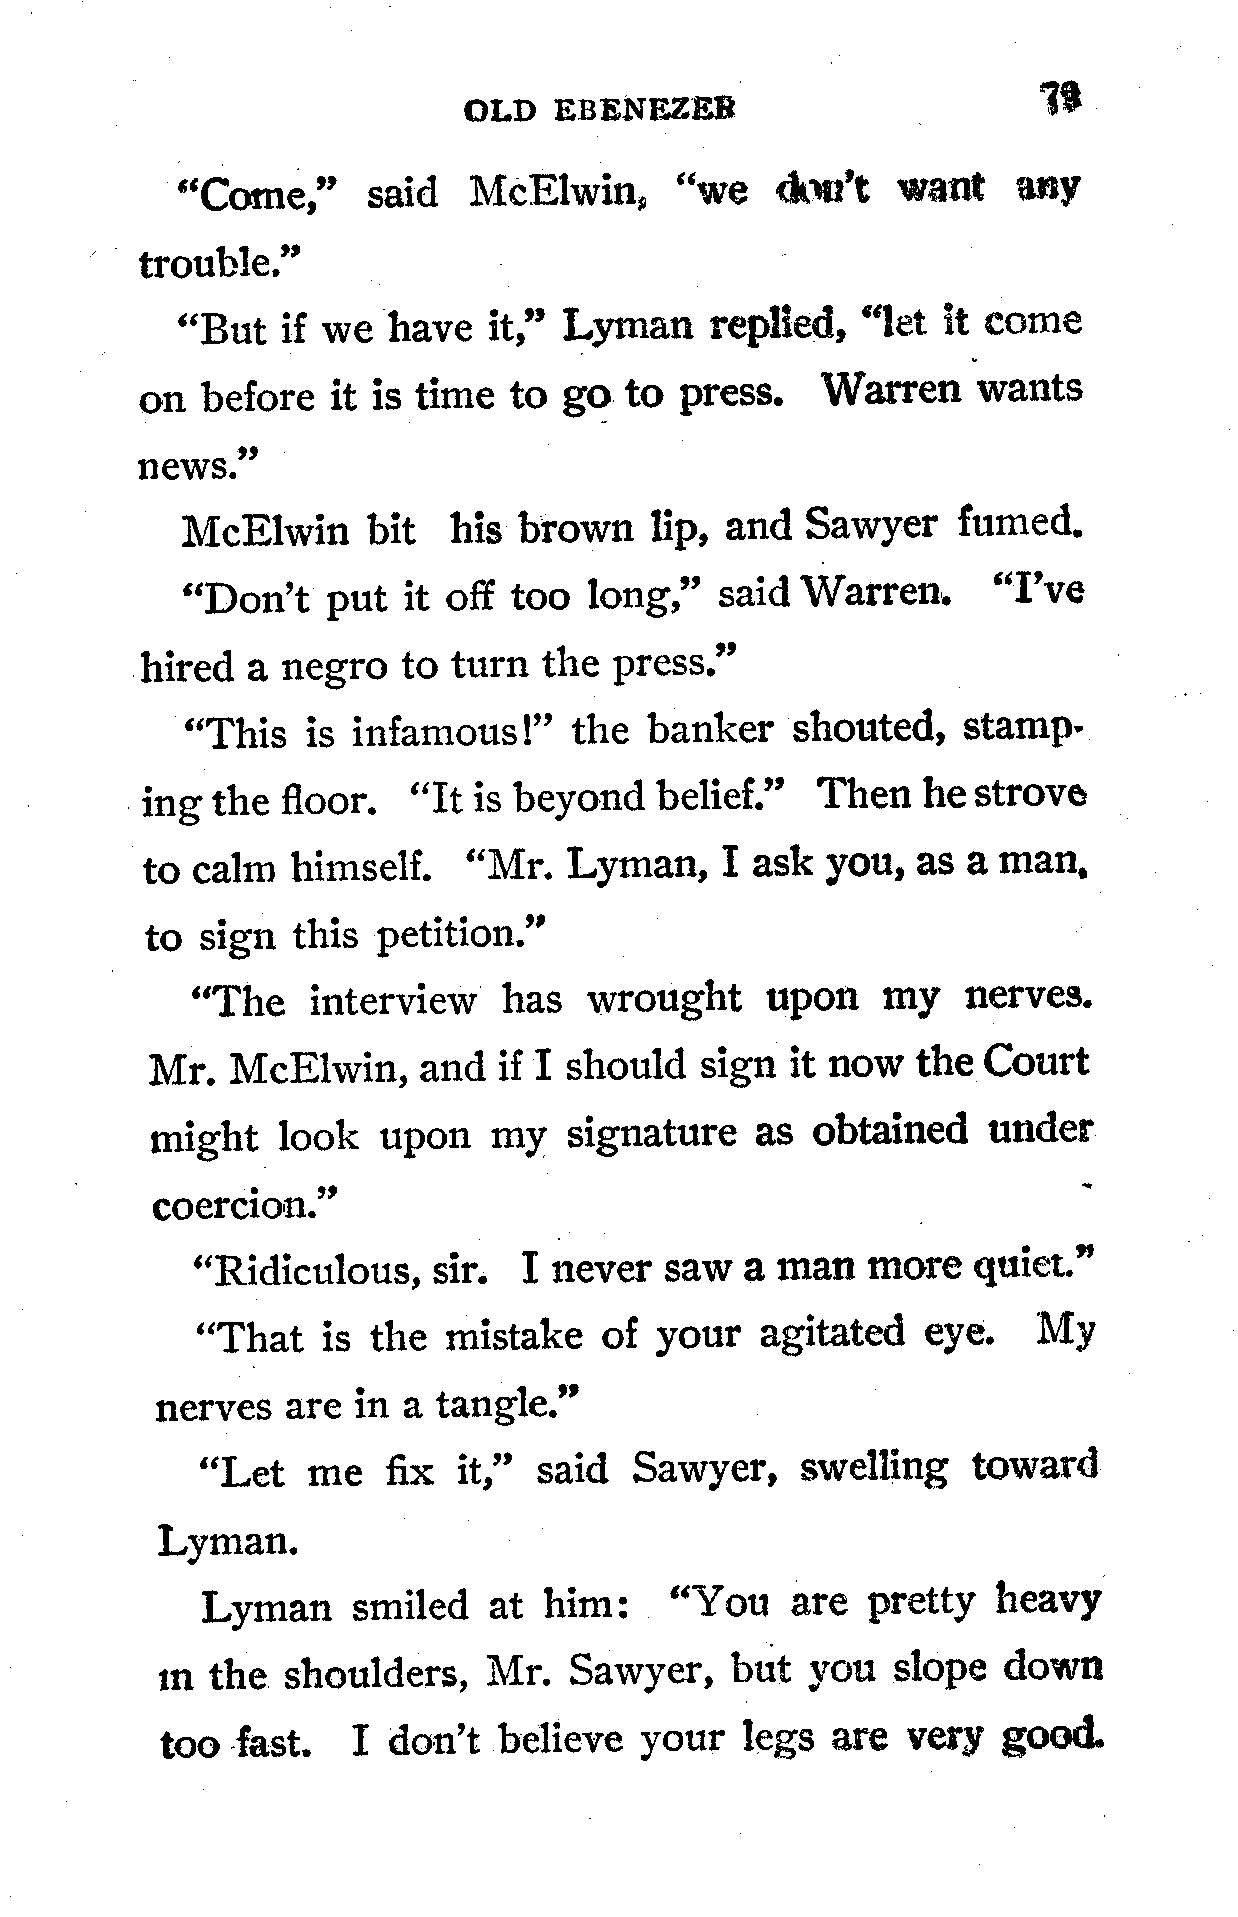 OLD EBENEZER 79
“Come,” said McElwin, “we don't want any
trouble.”
“But if we have it,” Lyman replied, “let it come
on before it is time to go to press. Warren wants
news.”
McElwin bit his brown lip, and Sawyer fumed.
“Don't put it off too long,” said Warren. “I've
hired a negro to turn the press.”
“This is infamous!” the banker shouted, stamp-
ing the floor. “It is beyond belief.” Then he strove
to calm himself. “Mr. Lyman, I ask you, as a man,
to sign this petition.”
“The interview has wrought upon my nerves.
Mr. McElwin, and if I should sign it now the Court
might look upon my signature as obtained under
coercion.”
“Ridiculous, sir. I never saw a man more quiet.”
“That is the mistake of your agitated eye. My
nerves are in a tangle.”
“Let me fix it,” said Sawyer, swelling toward
Lyman.
Lyman smiled at him: “You are pretty heavy
in the shoulders, Mr. Sawyer, but you slope down
too fast. I don't believe your legs are very good.